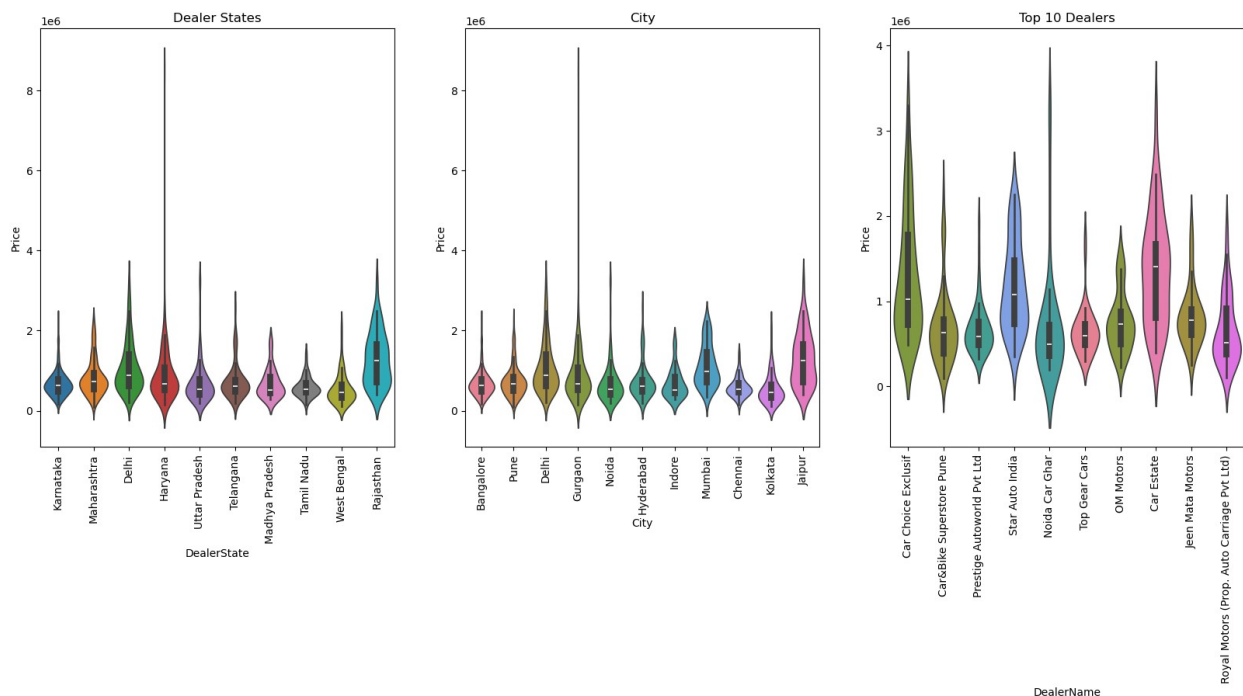 Dealer States
1e6
Price
8
6
4
2
0
Karnataka
Maharashtra
Delhi
Haryana
Uttar Pradesh
Telangana
Madhya Pradesh
Tamil Nadu
West Bengal
Rajasthan
DealerState
City
1e6
Price
8
6
4
2
0
Bangalore
Pune
Delhi
Gurgaon
Noida
Hyderabad
Indore
Mumbai
Chennai
Kolkata
Jaipur
City
Top 10 Dealers
1e6
Price
4
3
2
1
0
Car Choice Exclusif
Car&Bike Superstore Pune
Prestige Autoworld Pvt Ltd
Star Auto India
Noida Car Ghar
Top Gear Cars
OM Motors
Car Estate
Jeen Mata Motors
Royal Motors (Prop. Auto Carriage Pvt Ltd)
DealerName